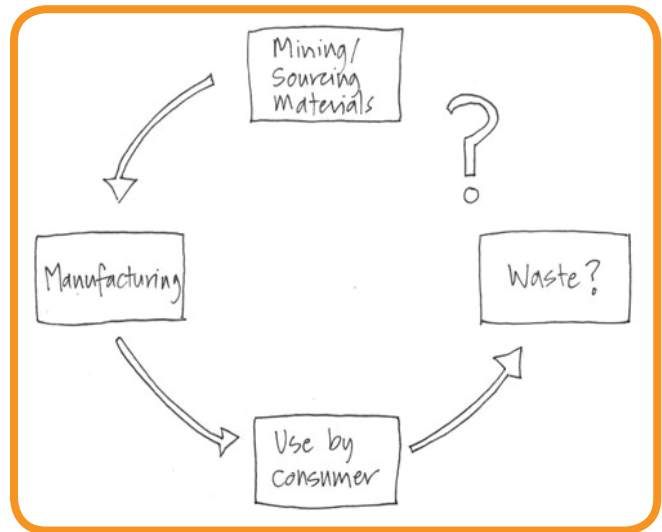 Mining/
Sourcing
Materials
?
Manufacturing
Waste?
Use by
consumer